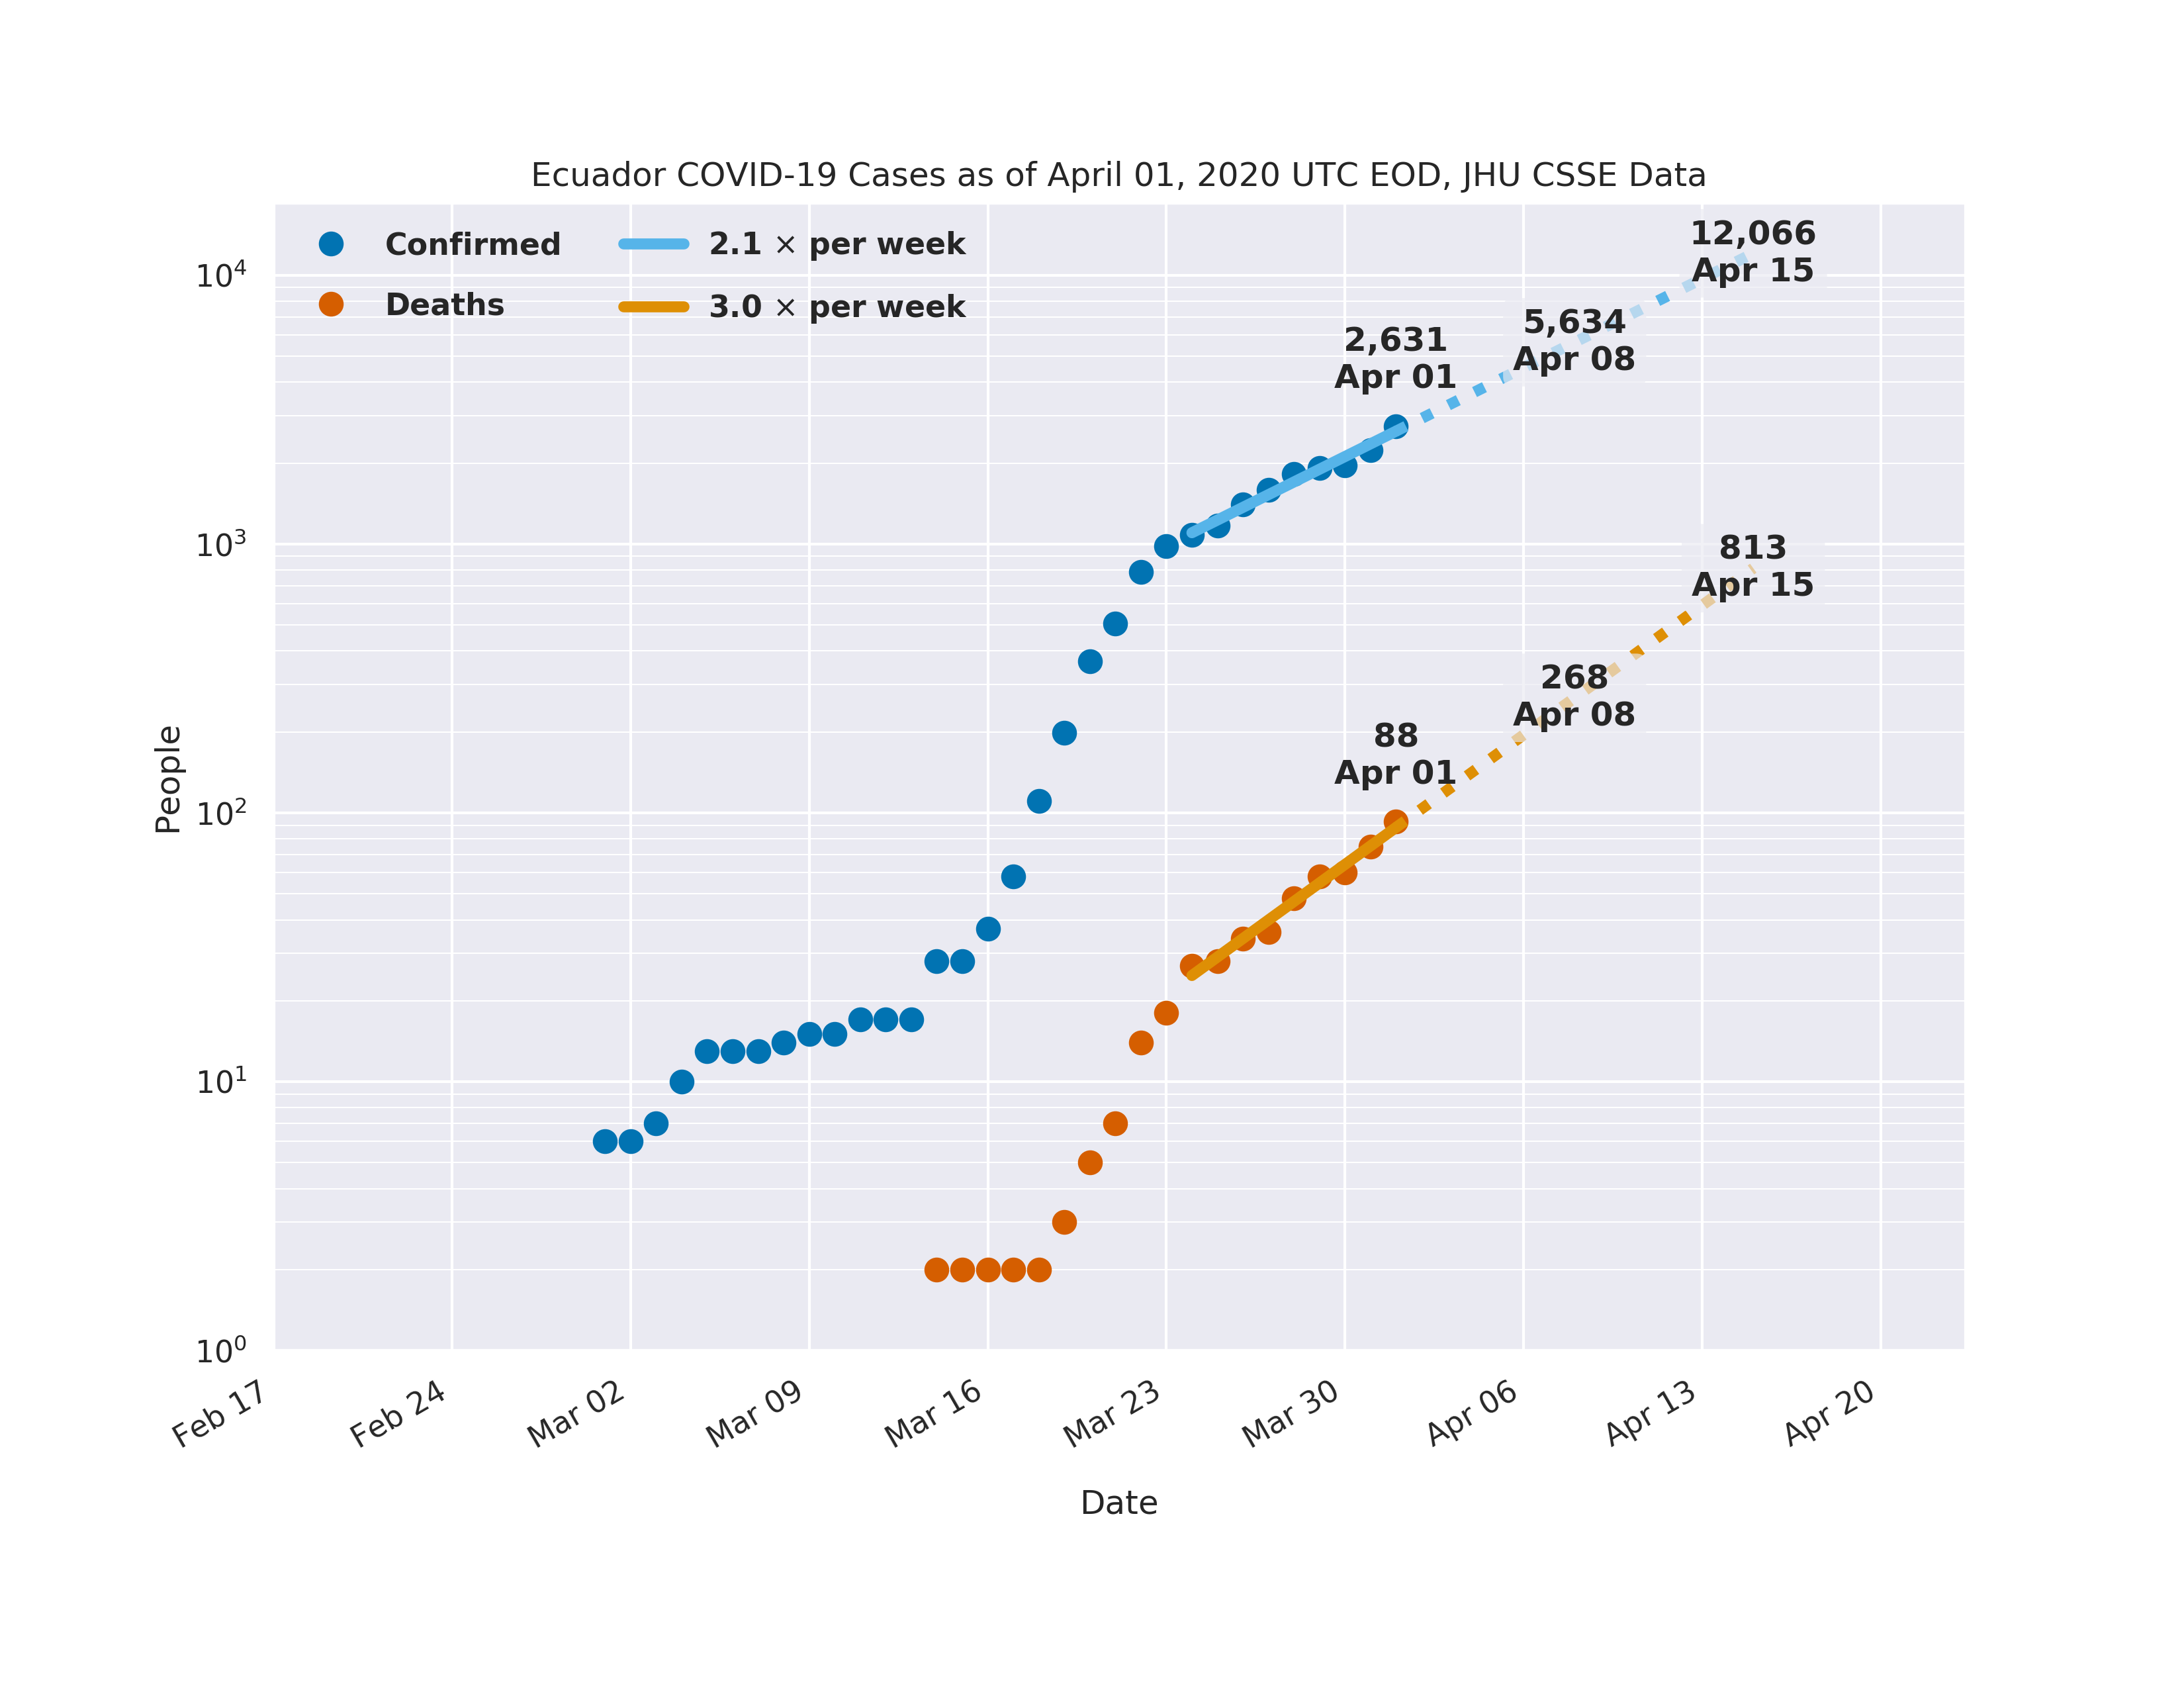 Ecuador COVID-19 Cases as of April 01, 2020 UTC EOD, JHU CSSE Data
Confirmed
Deaths
2.1 × per week
3.0 × per week
12,066
Apr 15
5,634
Apr 08
2,631
Apr 01
813
Apr 15
268
Apr 08
88
Apr 01
People
10⁴
10³
10²
10¹
10⁰
Feb 17
Feb 24
Mar 02
Mar 09
Mar 16
Mar 23
Mar 30
Apr 06
Apr 13
Apr 20
Date